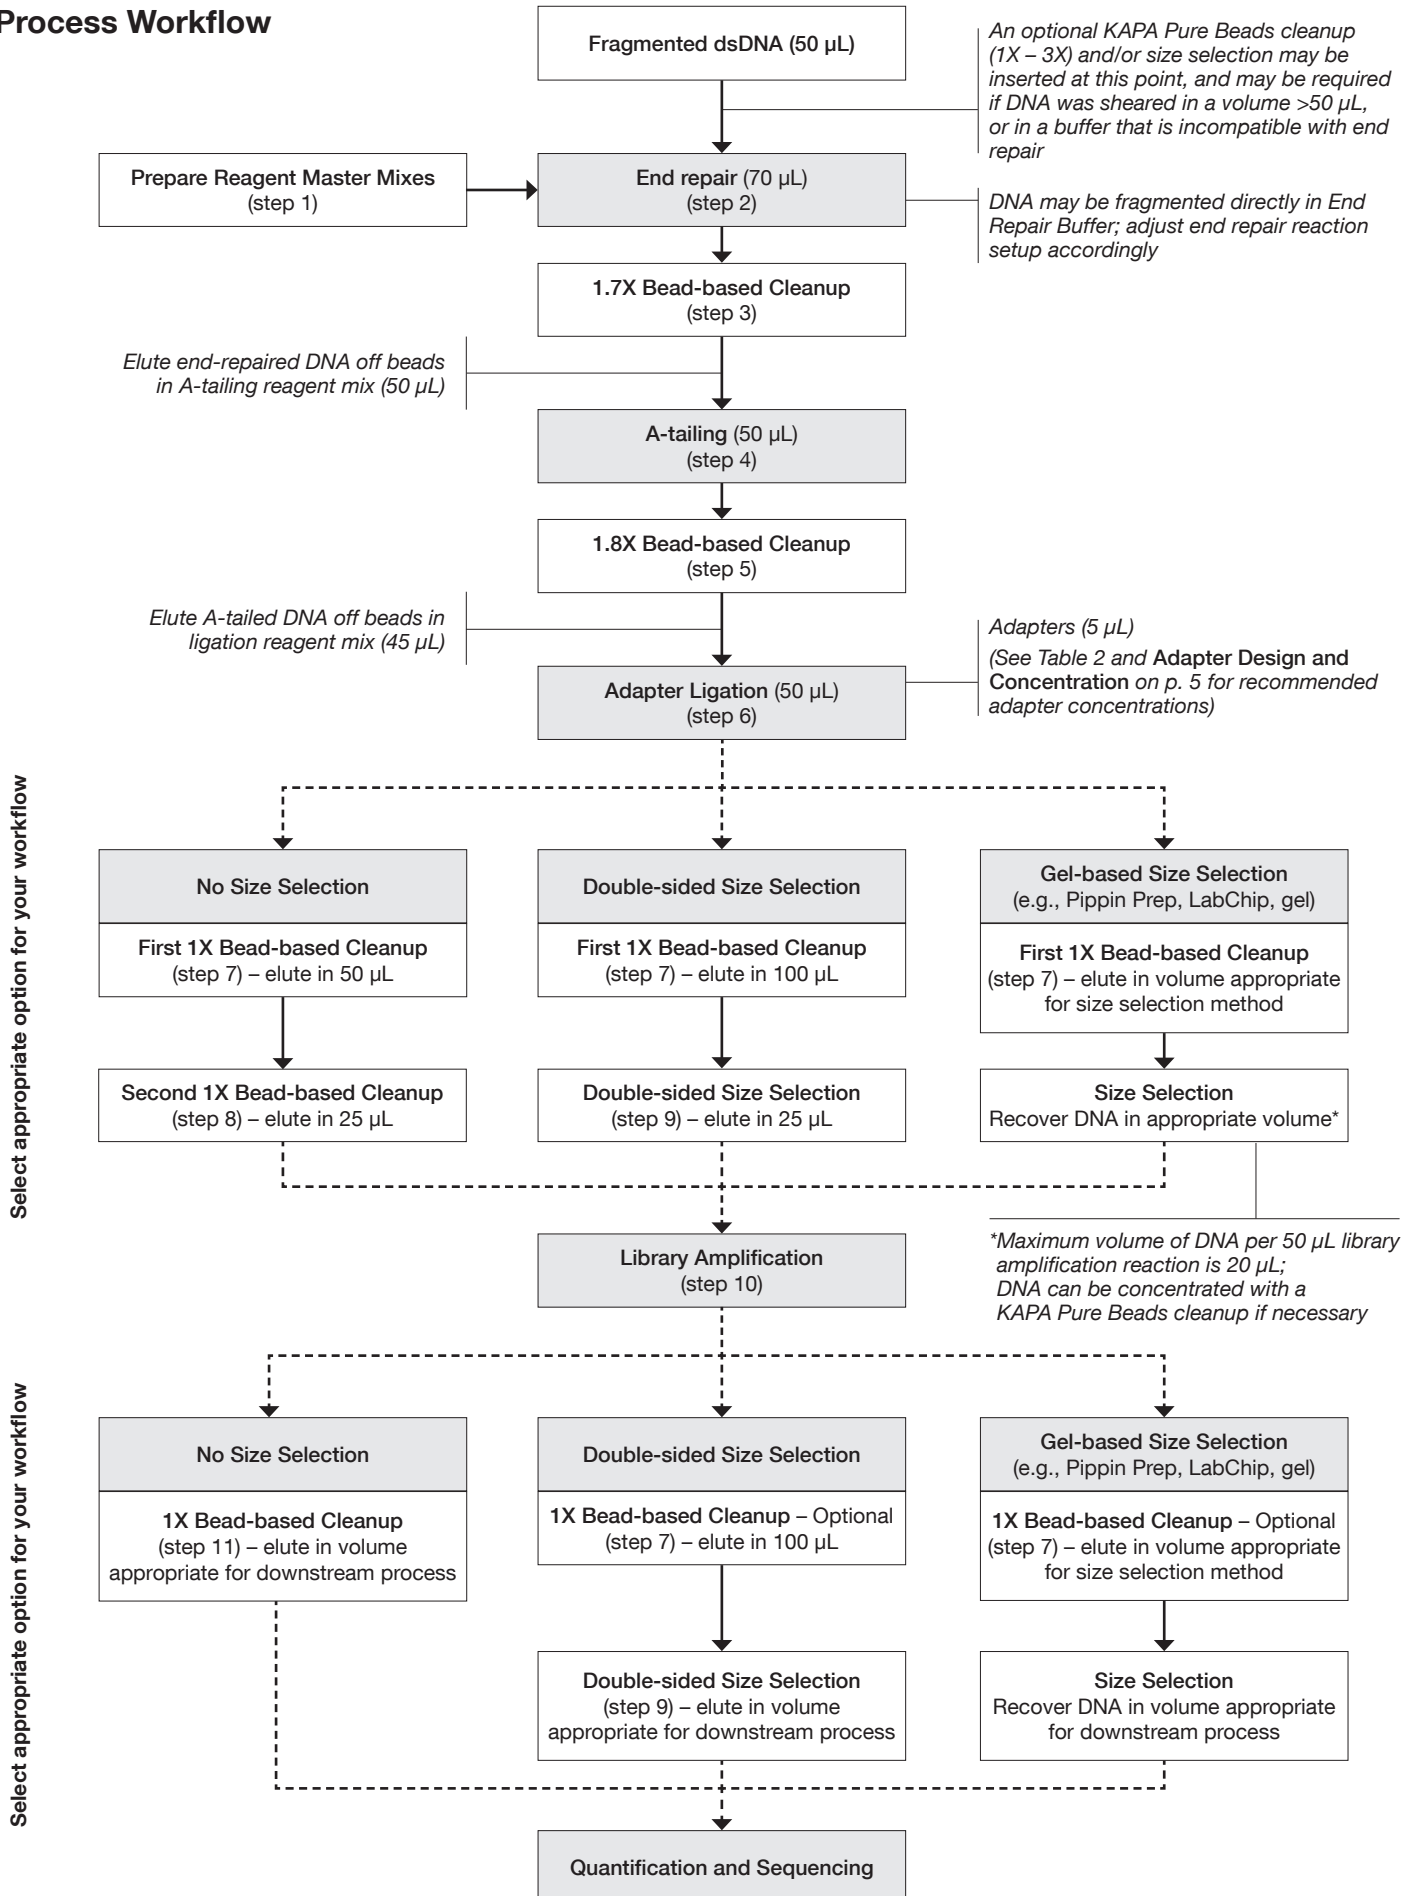 Process Workflow
Fragmented dsDNA (50 µL)
An optional KAPA Pure Beads cleanup
(1X – 3X) and/or size selection may be
inserted at this point, and may be required
if DNA was sheared in a volume >50 µL,
or in a buffer that is incompatible with end
repair
Prepare Reagent Master Mixes
(step 1)
End repair (70 µL)
(step 2)
DNA may be fragmented directly in End
Repair Buffer; adjust end repair reaction
setup accordingly
1.7X Bead-based Cleanup
(step 3)
Elute end-repaired DNA off beads
in A-tailing reagent mix (50 µL)
A-tailing (50 µL)
(step 4)
1.8X Bead-based Cleanup
(step 5)
Elute A-tailed DNA off beads in
ligation reagent mix (45 µL)
Adapters (5 µL)
(See Table 2 and Adapter Design and
Concentration on p. 5 for recommended
adapter concentrations)
Adapter Ligation (50 µL)
(step 6)
Select appropriate option for your workflow
No Size Selection
First 1X Bead-based Cleanup
(step 7) – elute in 50 µL
Second 1X Bead-based Cleanup
(step 8) – elute in 25 µL
Double-sided Size Selection
First 1X Bead-based Cleanup
(step 7) – elute in 100 µL
Double-sided Size Selection
(step 9) – elute in 25 µL
Gel-based Size Selection
(e.g., Pippin Prep, LabChip, gel)
First 1X Bead-based Cleanup
(step 7) – elute in volume appropriate
for size selection method
Size Selection
Recover DNA in appropriate volume*
*Maximum volume of DNA per 50 µL library
amplification reaction is 20 µL;
DNA can be concentrated with a
KAPA Pure Beads cleanup if necessary
Library Amplification
(step 10)
Select appropriate option for your workflow
No Size Selection
1X Bead-based Cleanup
(step 11) – elute in volume
appropriate for downstream process
Double-sided Size Selection
1X Bead-based Cleanup – Optional
(step 7) – elute in 100 µL
Double-sided Size Selection
(step 9) – elute in volume
appropriate for downstream process
Gel-based Size Selection
(e.g., Pippin Prep, LabChip, gel)
1X Bead-based Cleanup – Optional
(step 7) – elute in volume appropriate
for size selection method
Size Selection
Recover DNA in volume appropriate
for downstream process
Quantification and Sequencing